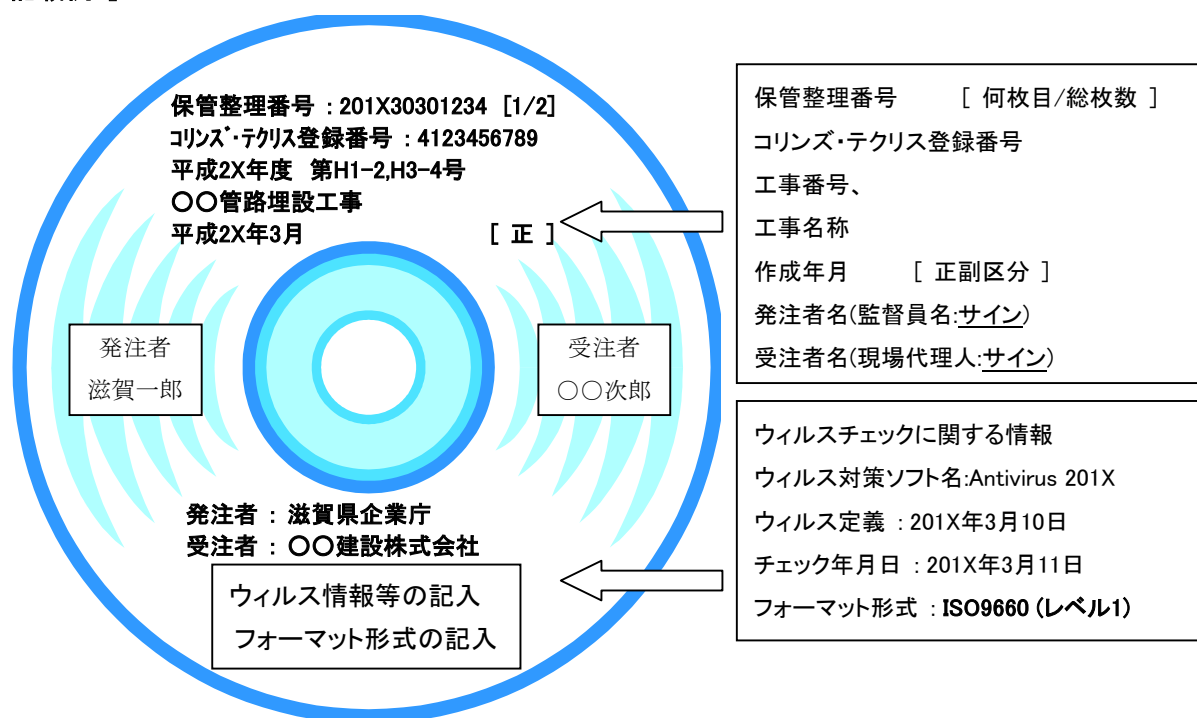 保管整理番号 : 201X30301234 [1/2]
コリンズ・テクリス登録番号 : 4123456789
平成2X年度 第H1-2,H3-4号
〇〇管路埋設工事
平成2X年3月 [ 正 ]
発注者
滋賀一郎
受注者
〇〇次郎
発注者 : 滋賀県企業庁
受注者 : 〇〇建設株式会社
ウィルス情報等の記入
フォーマット形式の記入
保管整理番号 [ 何枚目/総枚数 ]
コリンズ・テクリス登録番号
工事番号、
工事名称
作成年月 [ 正副区分 ]
発注者名(監督員名:サイン)
受注者名(現場代理人:サイン)
ウィルスチェックに関する情報
ウィルス対策ソフト名:Antivirus 201X
ウィルス定義 : 201X年3月10日
チェック年月日 : 201X年3月11日
フォーマット形式 : ISO9660 (レベル1)